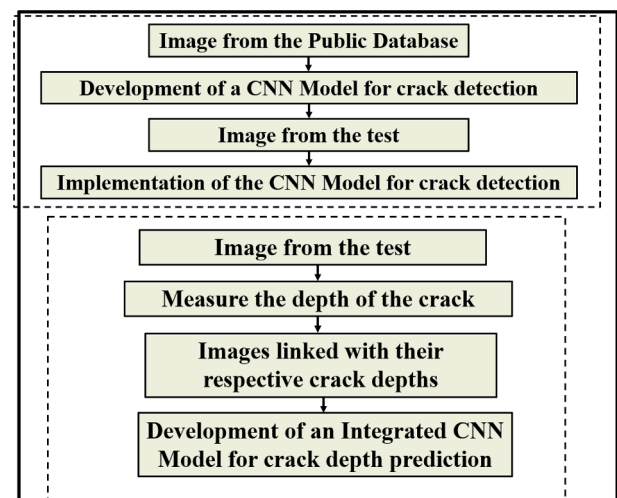 Image from the Public Database
Development of a CNN Model for crack detection
Image from the test
Implementation of the CNN Model for crack detection
Image from the test
Measure the depth of the crack
Images linked with their
respective crack depths
Development of an Integrated CNN
Model for crack depth prediction